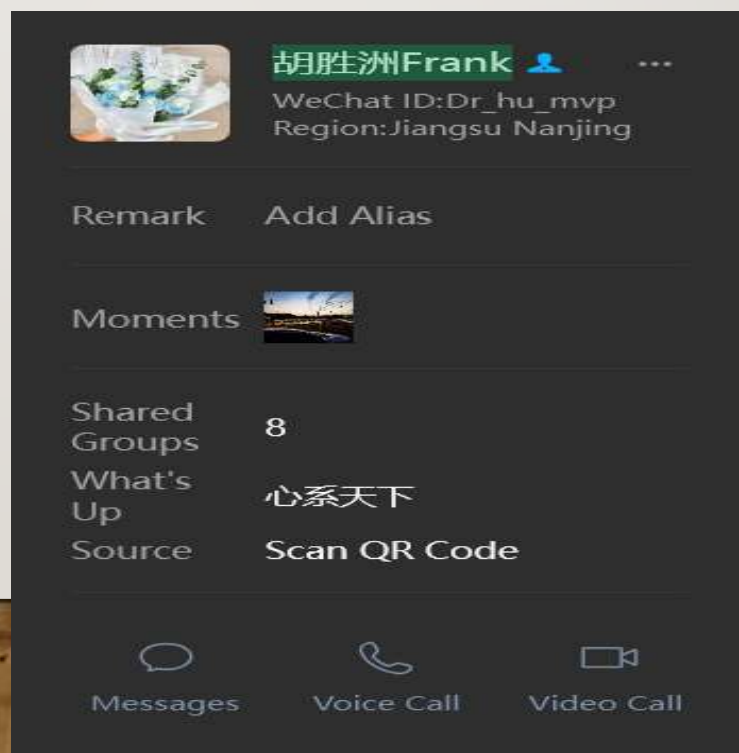 胡胜洲Frank
WeChat ID:Dr_hu_mvp
Region:Jiangsu Nanjing
Remark Add Alias
Moments
Shared Groups 8
What's Up 心系天下
Source Scan QR Code
Messages Voice Call Video Call